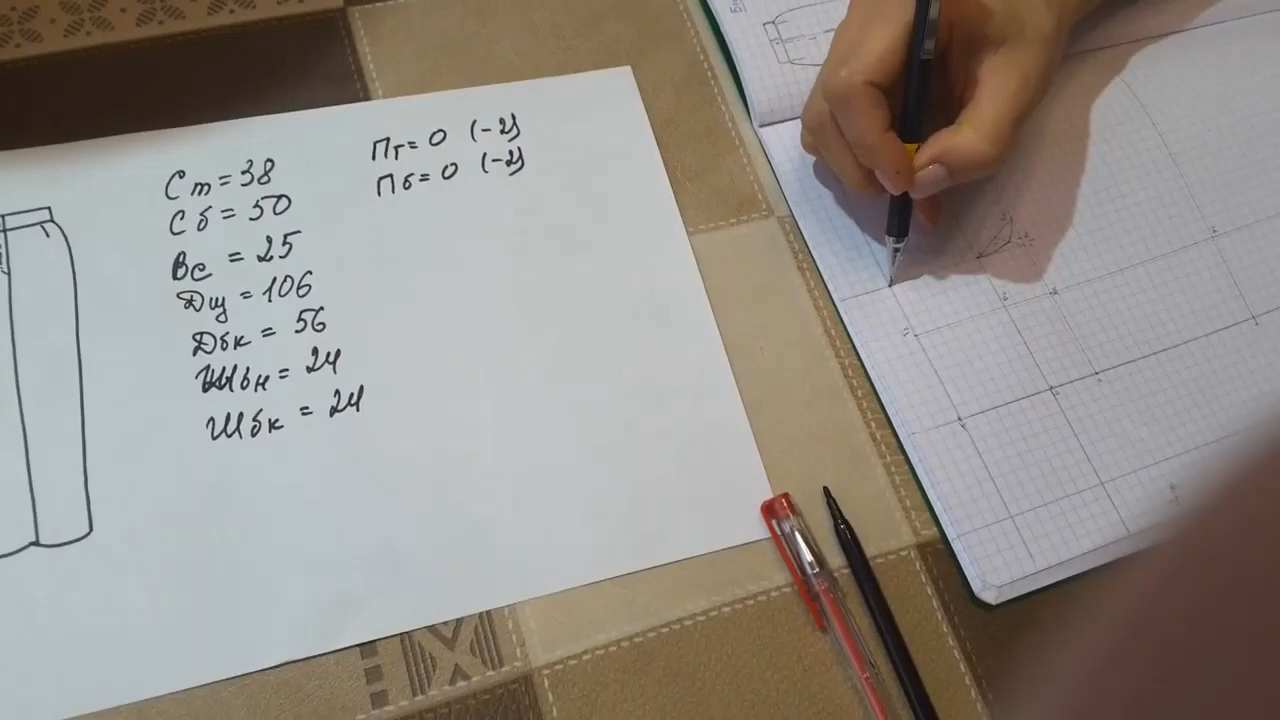 Ст = 38
Сб = 50
Вс = 25
Дщ = 106
Дбк = 56
Шбн = 24
Шбк = 24
Пт = 0 (-2)
Пб = 0 (-2)